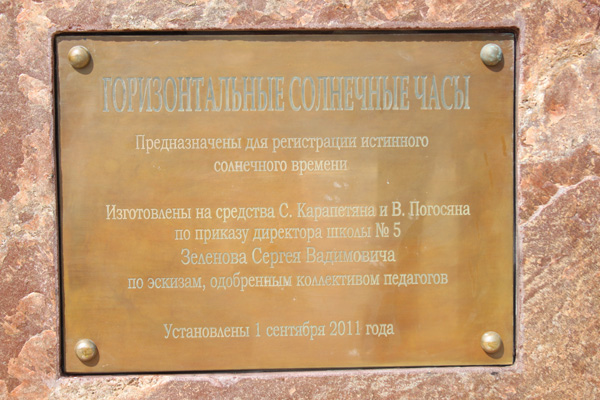 ГОРИЗОНТАЛЬНЫЕ СОЛНЕЧНЫЕ ЧАСЫ
Предназначены для регистрации истинного
солнечного времени
Изготовлены на средства С. Карапетяна и В. Погосяна
по приказу директора школы № 5
Зеленова Сергея Вадимовича
по эскизам, одобренным коллективом педагогов
Установлены 1 сентября 2011 года